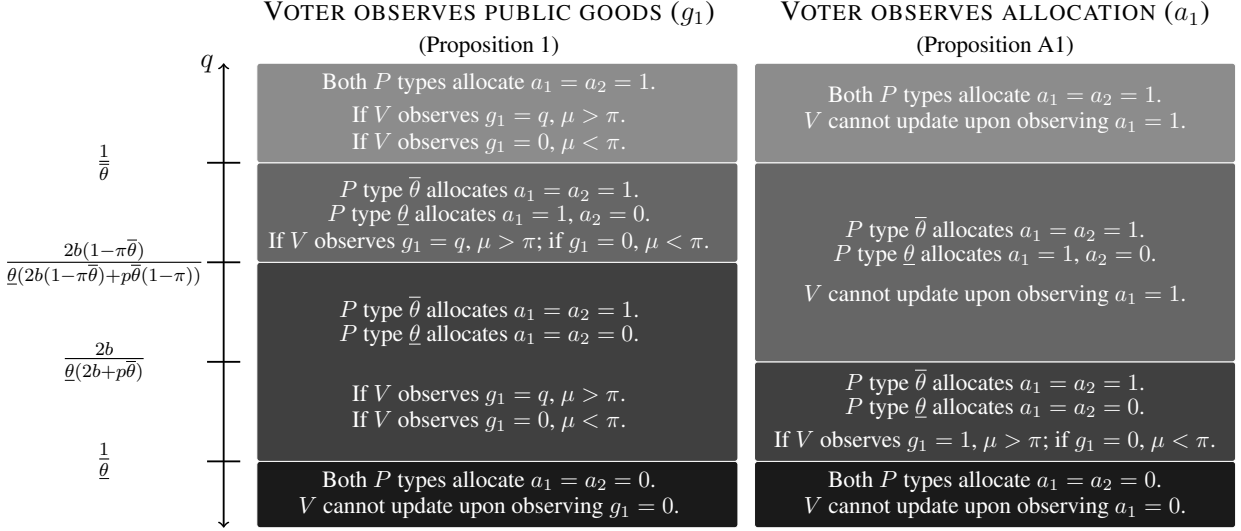 VOTER OBSERVES PUBLIC GOODS (g₁)
(Proposition 1)
VOTER OBSERVES ALLOCATION (a₁)
(Proposition A1)
q
1/θ̅
2b(1−πθ̅)/θ̲(2b(1−πθ̅)+pθ̅(1−π))
2b/θ̲(2b+pθ̅)
1/θ̲
Both P types allocate a₁ = a₂ = 1.
If V observes g₁ = q, μ > π.
If V observes g₁ = 0, μ < π.
P type θ̅ allocates a₁ = a₂ = 1.
P type θ̲ allocates a₁ = 1, a₂ = 0.
If V observes g₁ = q, μ > π; if g₁ = 0, μ < π.
P type θ̅ allocates a₁ = a₂ = 1.
P type θ̲ allocates a₁ = a₂ = 0.
If V observes g₁ = q, μ > π.
If V observes g₁ = 0, μ < π.
Both P types allocate a₁ = a₂ = 0.
V cannot update upon observing g₁ = 0.
Both P types allocate a₁ = a₂ = 1.
V cannot update upon observing a₁ = 1.
P type θ̅ allocates a₁ = a₂ = 1.
P type θ̲ allocates a₁ = 1, a₂ = 0.
V cannot update upon observing a₁ = 1.
P type θ̅ allocates a₁ = a₂ = 1.
P type θ̲ allocates a₁ = a₂ = 0.
If V observes g₁ = 1, μ > π; if g₁ = 0, μ < π.
Both P types allocate a₁ = a₂ = 0.
V cannot update upon observing a₁ = 0.